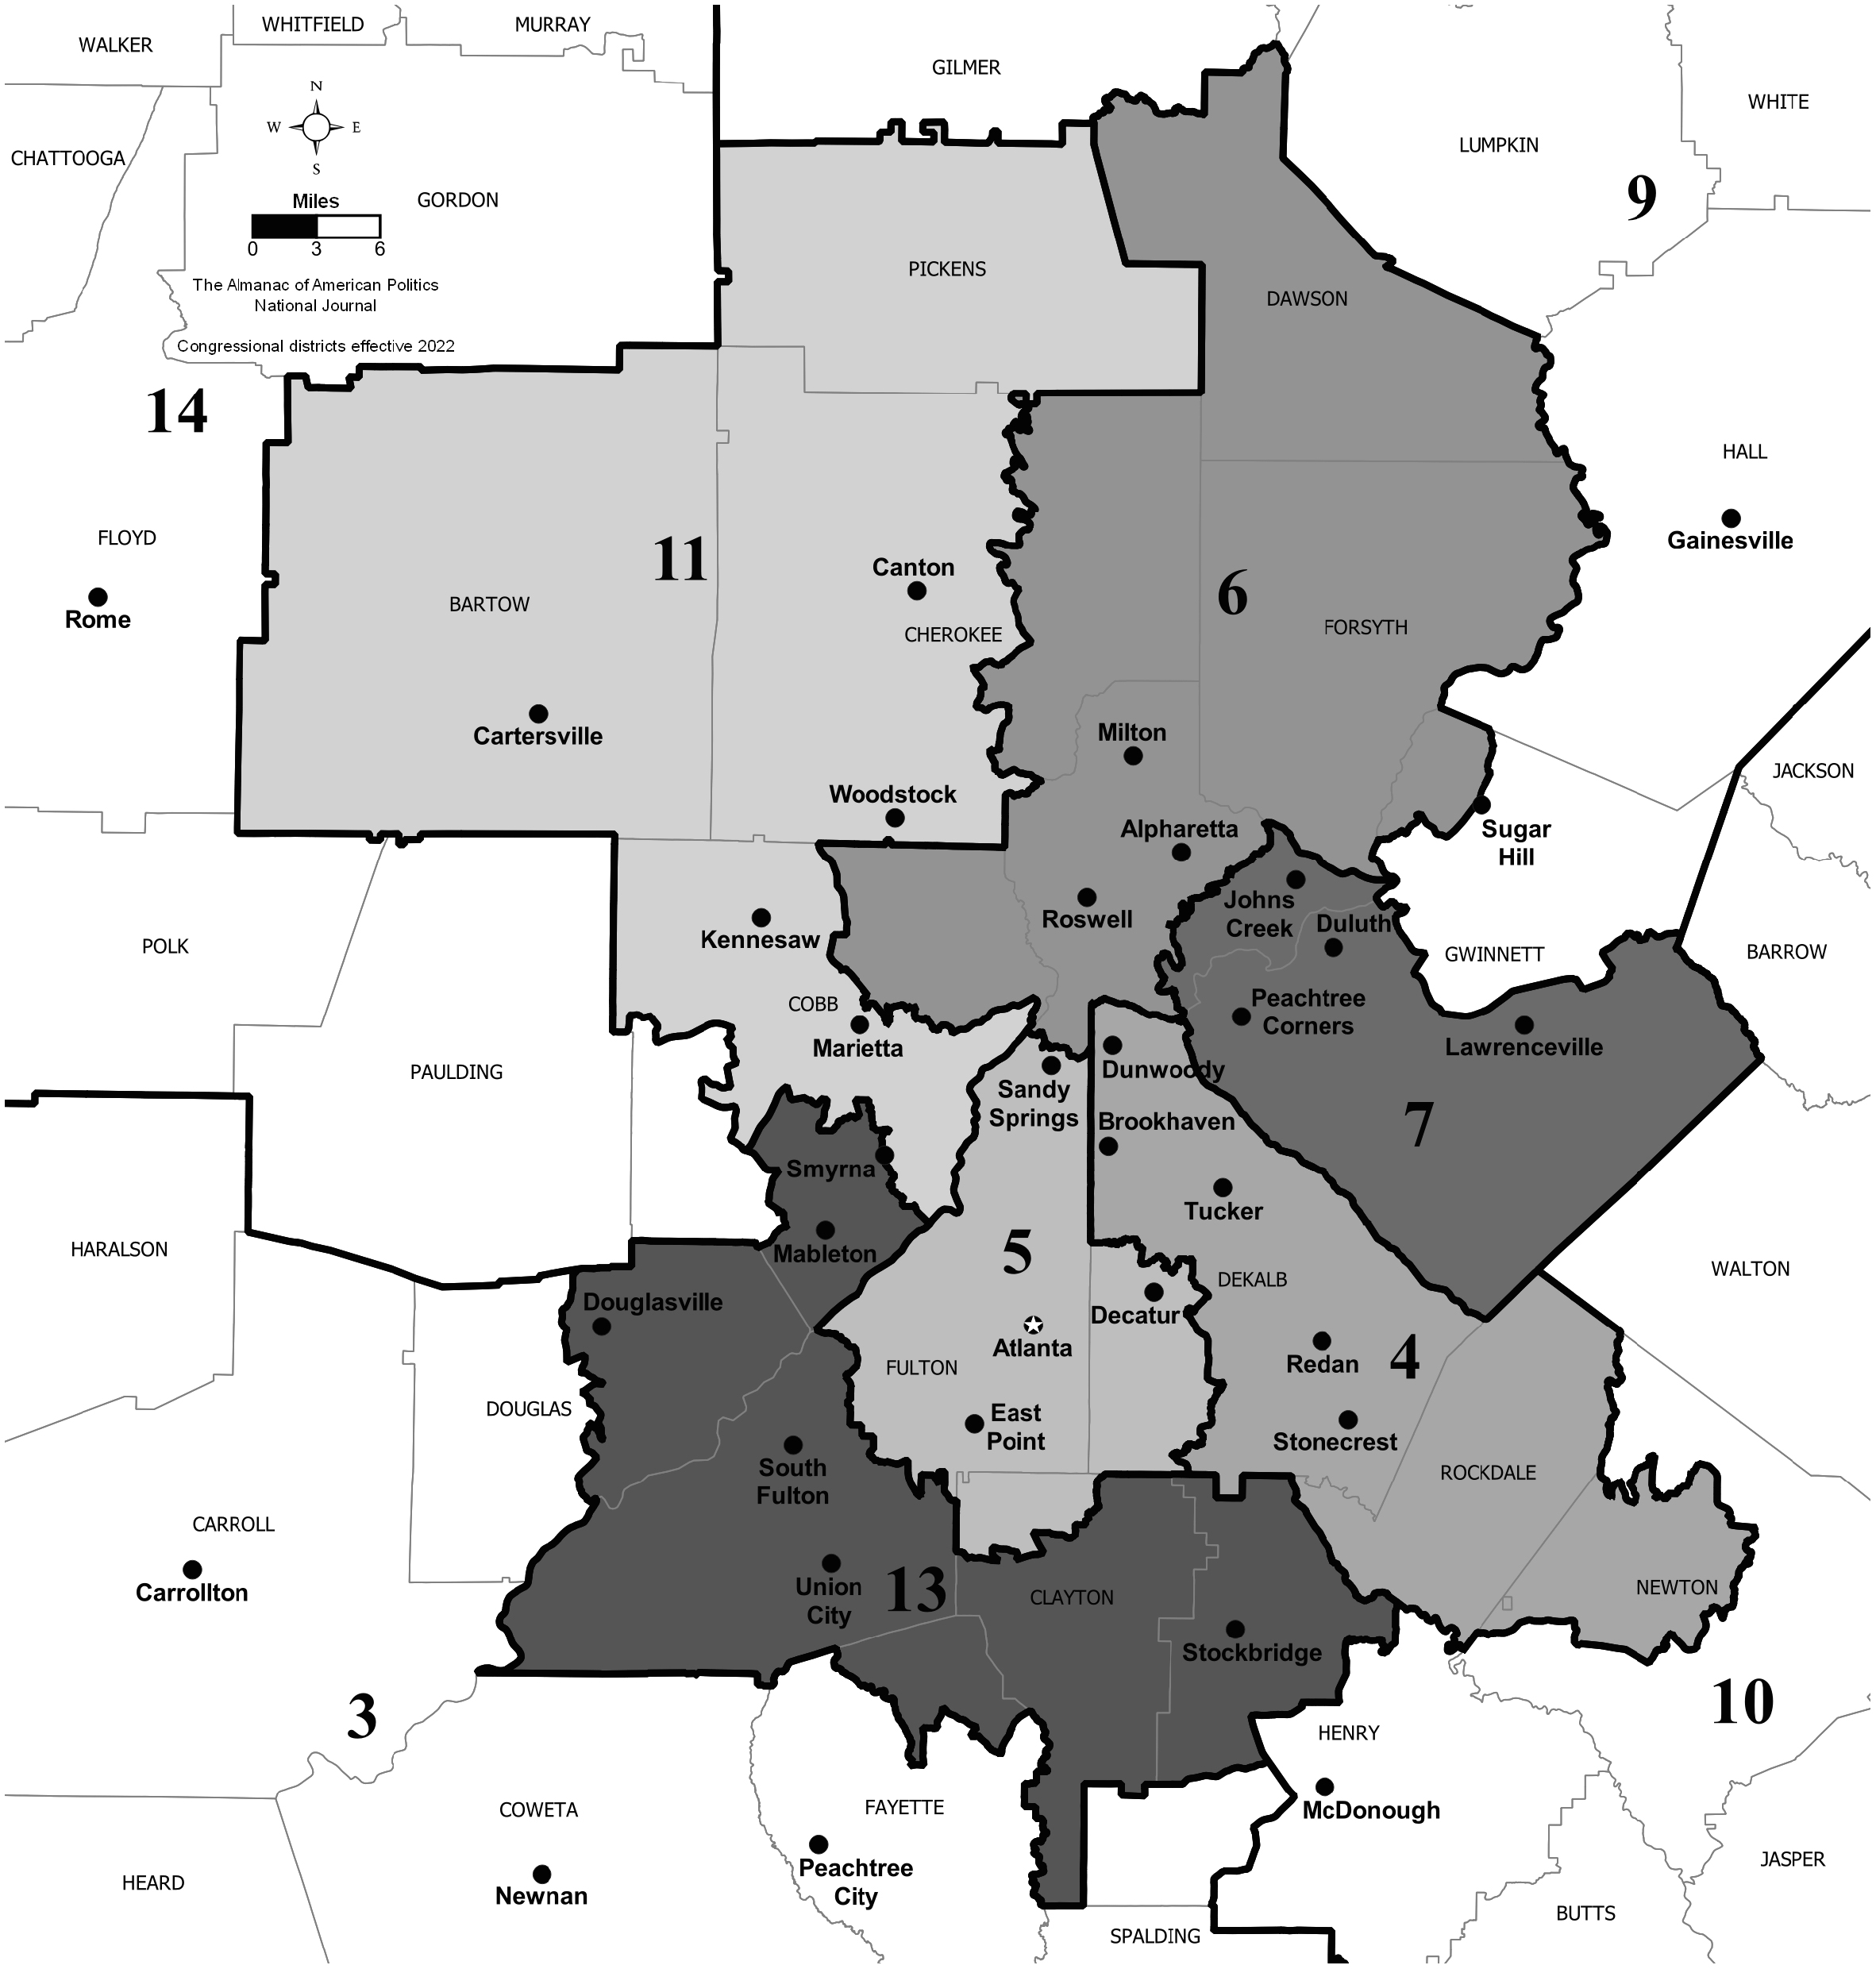 WHITFIELD
MURRAY
WALKER
GILMER
N
W
E
S
WHITE
LUMPKIN
CHATTOOGA
9
GORDON
Miles
0 3 6
The Almanac of American Politics
National Journal
Congressional districts effective 2022
PICKENS
DAWSON
14
HALL
Gainesville
FLOYD
11
Canton
6
BARTOW
Rome
CHEROKEE
FORSYTH
Cartersville
Milton
JACKSON
Woodstock
Alpharetta
Sugar
Hill
Johns
Creek
Roswell
Duluth
Kennesaw
POLK
GWINNETT
BARROW
COBB
Peachtree
Corners
Marietta
Lawrenceville
PAULDING
Dunwoody
Sandy
Springs
Brookhaven
7
Smyrna
Tucker
HARALSON
Mableton
5
WALTON
DEKALB
Douglasville
Decatur
Atlanta
FULTON
Redan
4
DOUGLAS
East
Point
Stonecrest
South
Fulton
ROCKDALE
CARROLL
Carrollton
Union
City
13
CLAYTON
NEWTON
Stockbridge
3
10
HENRY
COWETA
FAYETTE
McDonough
Peachtree
City
HEARD
Newnan
JASPER
BUTTS
SPALDING